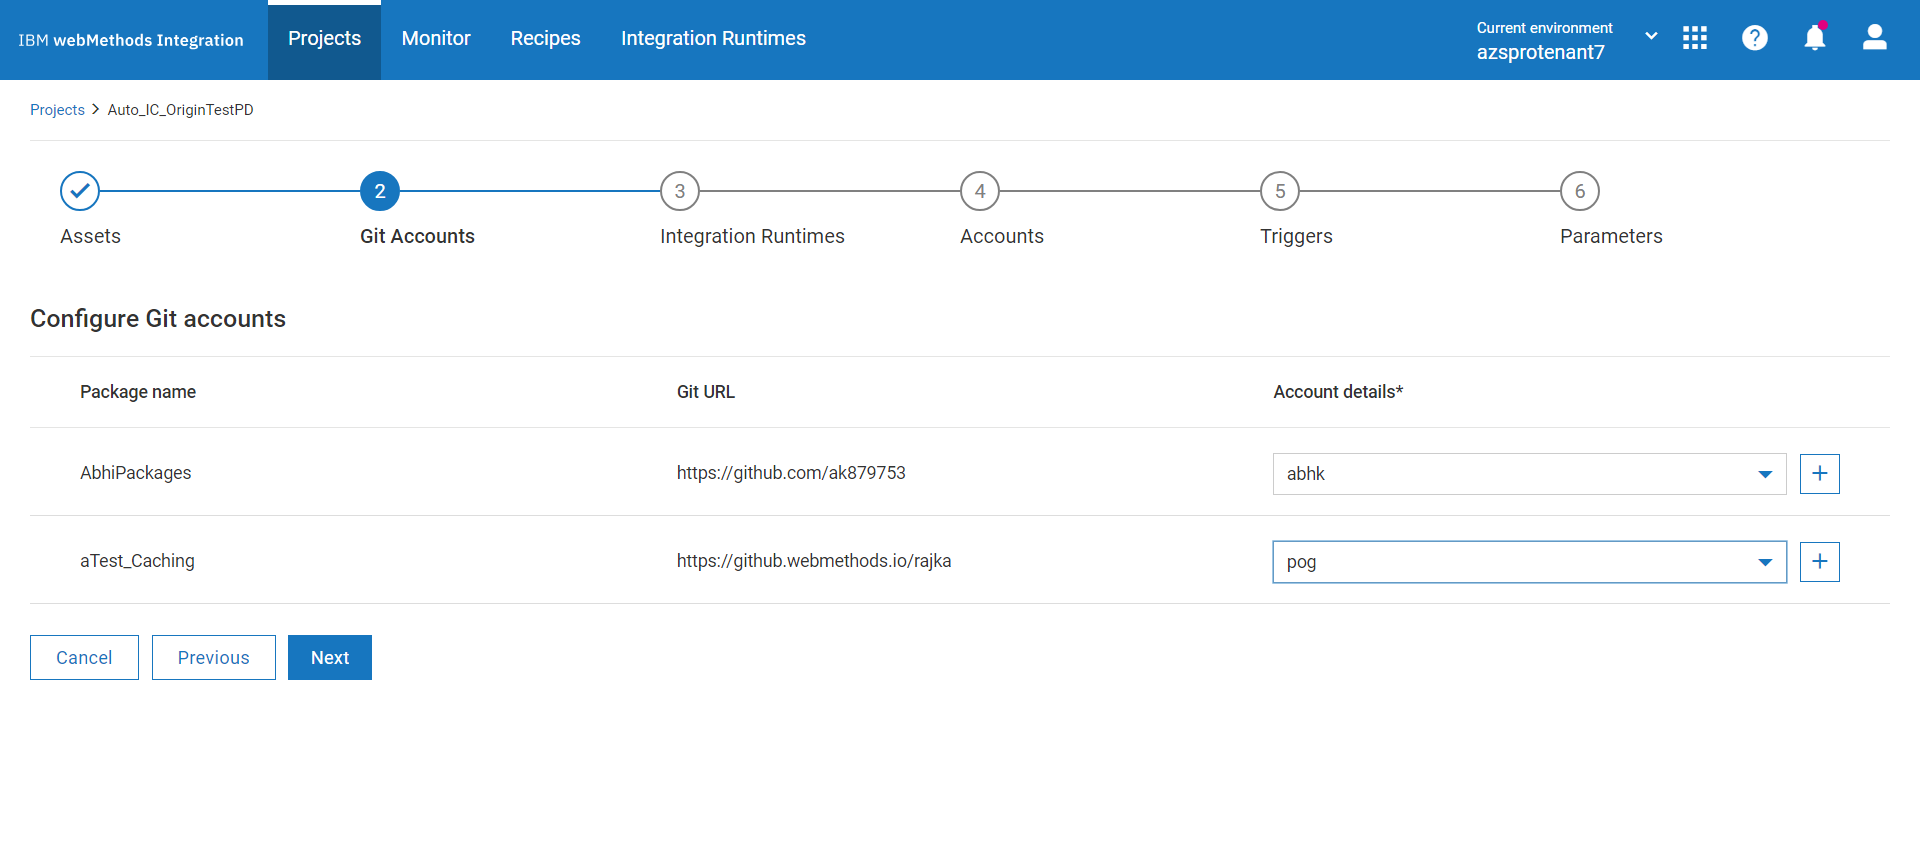 IBM webMethods Integration
Projects
Monitor
Recipes
Integration Runtimes
Current environment
azsprotenant7
?
Projects > Auto_IC_OriginTestPD
2
3
4
5
6
Assets
Git Accounts
Integration Runtimes
Accounts
Triggers
Parameters
Configure Git accounts
Package name
Git URL
Account details*
AbhiPackages
https://github.com/ak879753
abhk
+
aTest_Caching
https://github.webmethods.io/rajka
pog
+
Cancel
Previous
Next